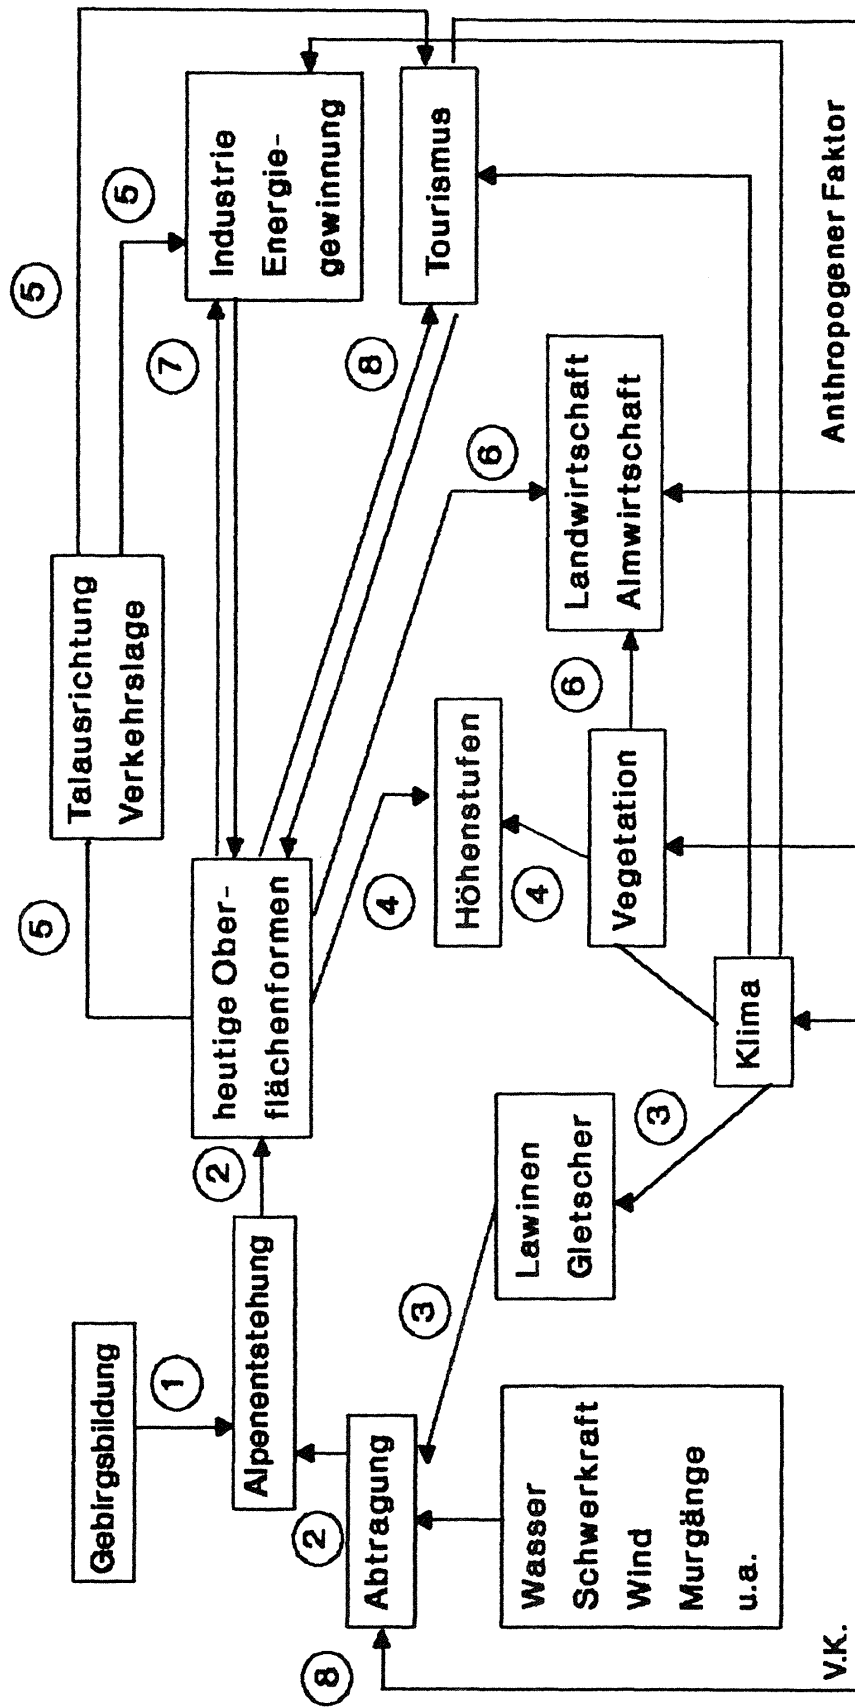 Gebirgsbildung
1
Alpenentstehung
2
Abtragung
8
2
Wasser
Schwerkraft
Wind
Murgänge
u.a.
V.K.
3
Lawinen
Gletscher
3
Klima
heutige Ober-
flächenformen
5
Talausrichtung
Verkehrslage
4
Höhenstufen
4
Vegetation
6
Landwirtschaft
Almwirtschaft
6
5
5
7
Industrie
Energie-
gewinnung
8
Tourismus
Anthropogener Faktor